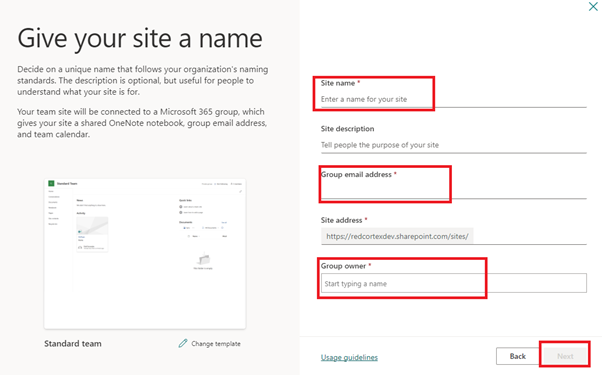 Give your site a name
Decide on a unique name that follows your organization's naming
standards. The description is optional, but useful for people to
understand what your site is for.
Your team site will be connected to a Microsoft 365 group, which
gives your site a shared OneNote notebook, group email address,
and team calendar.
Standard Team
Standard team
Change template
Site name *
Enter a name for your site
Site description
Tell people the purpose of your site
Group email address *
Site address *
https://redcortexdev.sharepoint.com/sites/
Group owner *
Start typing a name
Usage guidelines
Back
Next